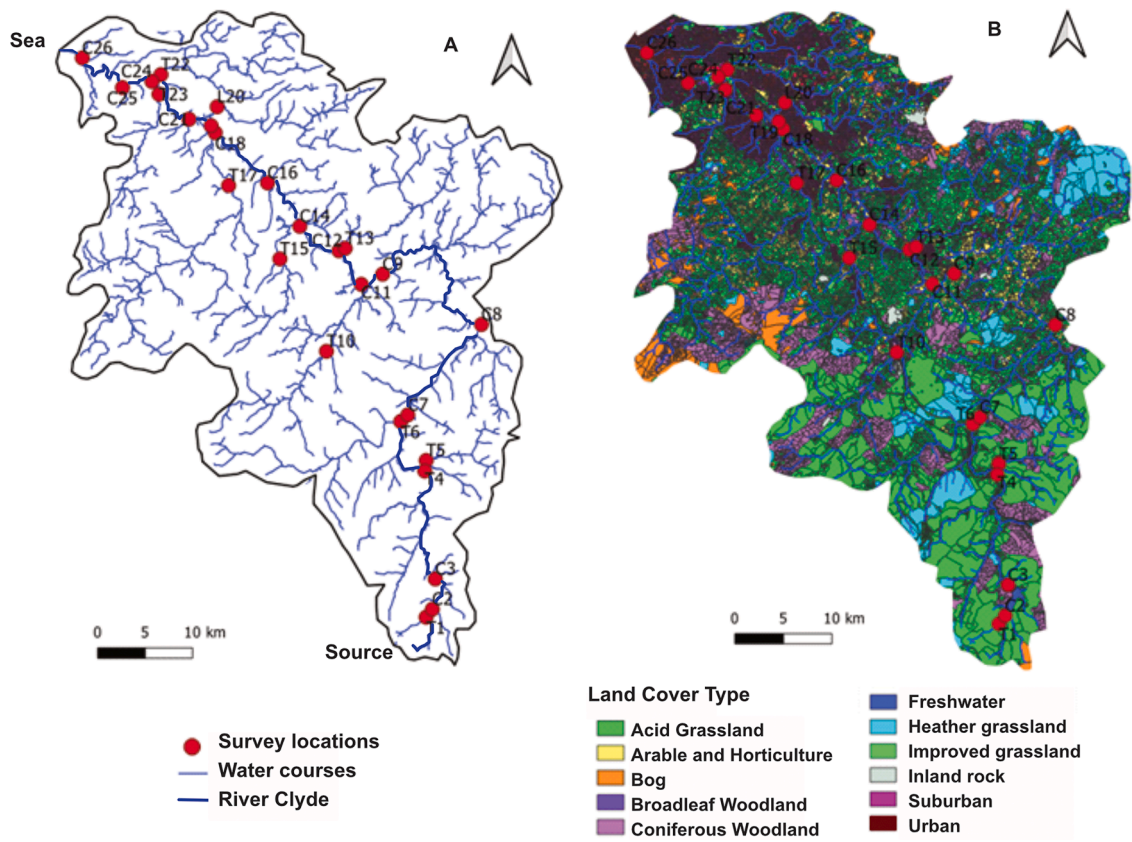 Sea
A
C26
C24
T22
C25
T23
L20
C21
C18
T17
C16
C14
C12
T13
T15
C9
C11
C8
T10
C7
T6
T5
T4
C3
C2
T1
0 5 10 km
Source
Survey locations
Water courses
River Clyde
B
C26
T22
C25
C24
T23
L20
C21
T19
C18
T17
C16
C14
T13
T15
C12
C9
C11
C8
T10
C7
T6
T5
T4
C3
C2
T1
0 5 10 km
Land Cover Type
Acid Grassland
Arable and Horticulture
Bog
Broadleaf Woodland
Coniferous Woodland
Freshwater
Heather grassland
Improved grassland
Inland rock
Suburban
Urban